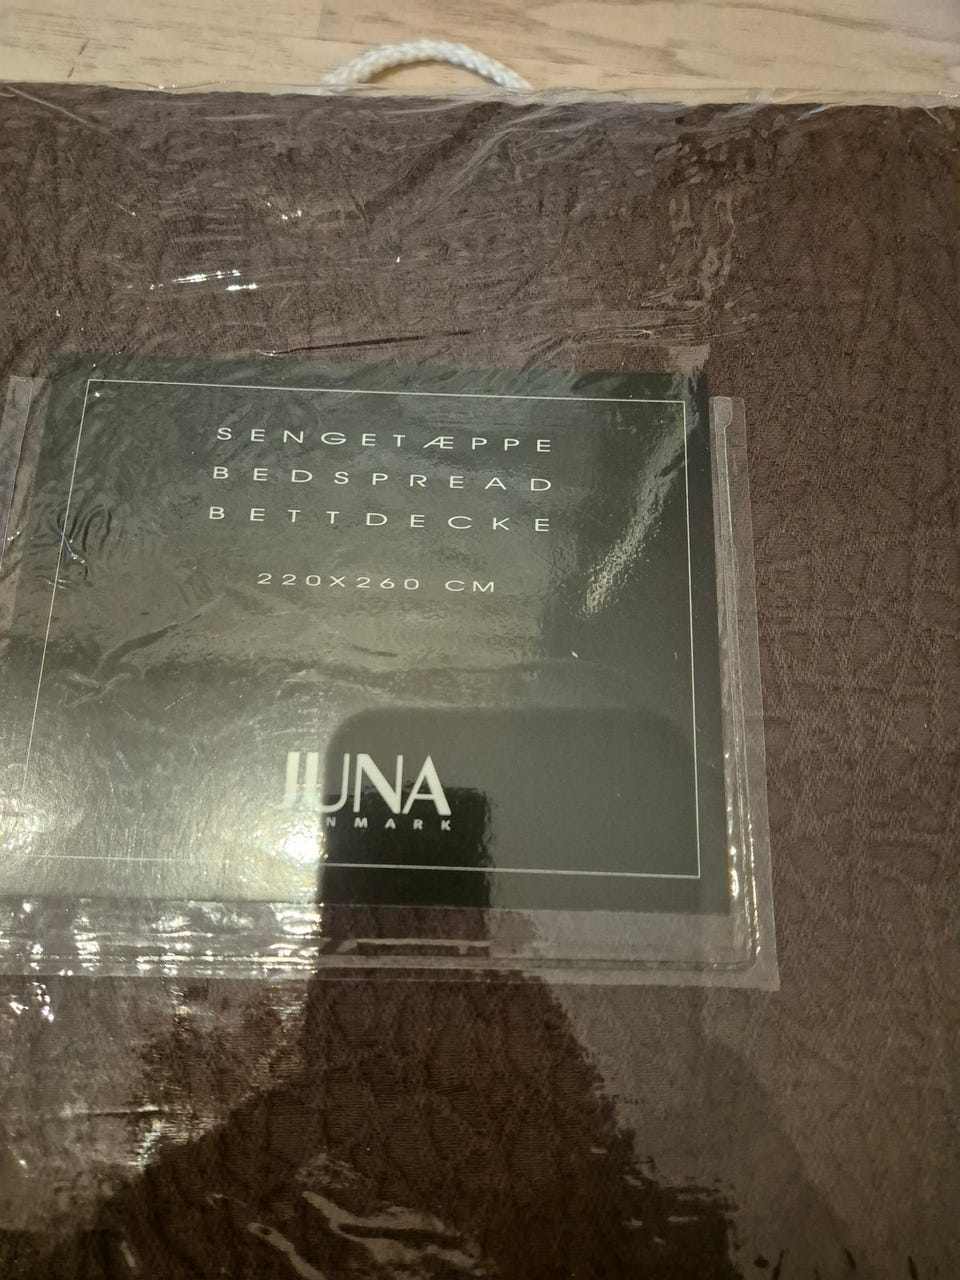 SENGETÆPPE
BEDSPREAD
BETTDECKE
220X260 CM
JUNA